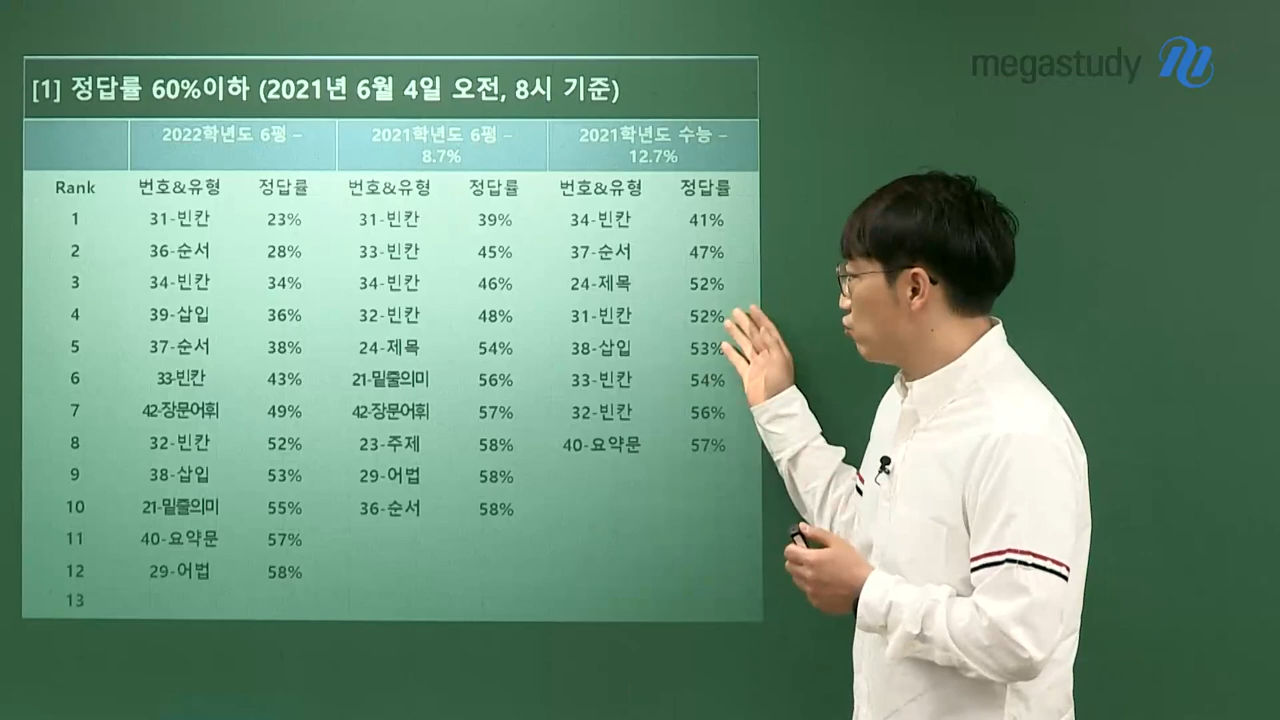 megastudy
[1] 정답률 60%이하 (2021년 6월 4일 오전, 8시 기준)
2022학년도 6평 – 2021학년도 6평 – 2021학년도 수능 –
8.7% 12.7%
Rank 번호&유형 정답률 번호&유형 정답률 번호&유형 정답률
1 31-빈칸 23% 31-빈칸 39% 34-빈칸 41%
2 36-순서 28% 33-빈칸 45% 37-순서 47%
3 34-빈칸 34% 34-빈칸 46% 24-제목 52%
4 39-삽입 36% 32-빈칸 48% 31-빈칸 52%
5 37-순서 38% 24-제목 54% 38-삽입 53%
6 33-빈칸 43% 21-밑줄의미 56% 33-빈칸 54%
7 42-장문어휘 49% 42-장문어휘 57% 32-빈칸 56%
8 32-빈칸 52% 23-주제 58% 40-요약문 57%
9 38-삽입 53% 29-어법 58%
10 21-밑줄의미 55% 36-순서 58%
11 40-요약문 57%
12 29-어법 58%
13